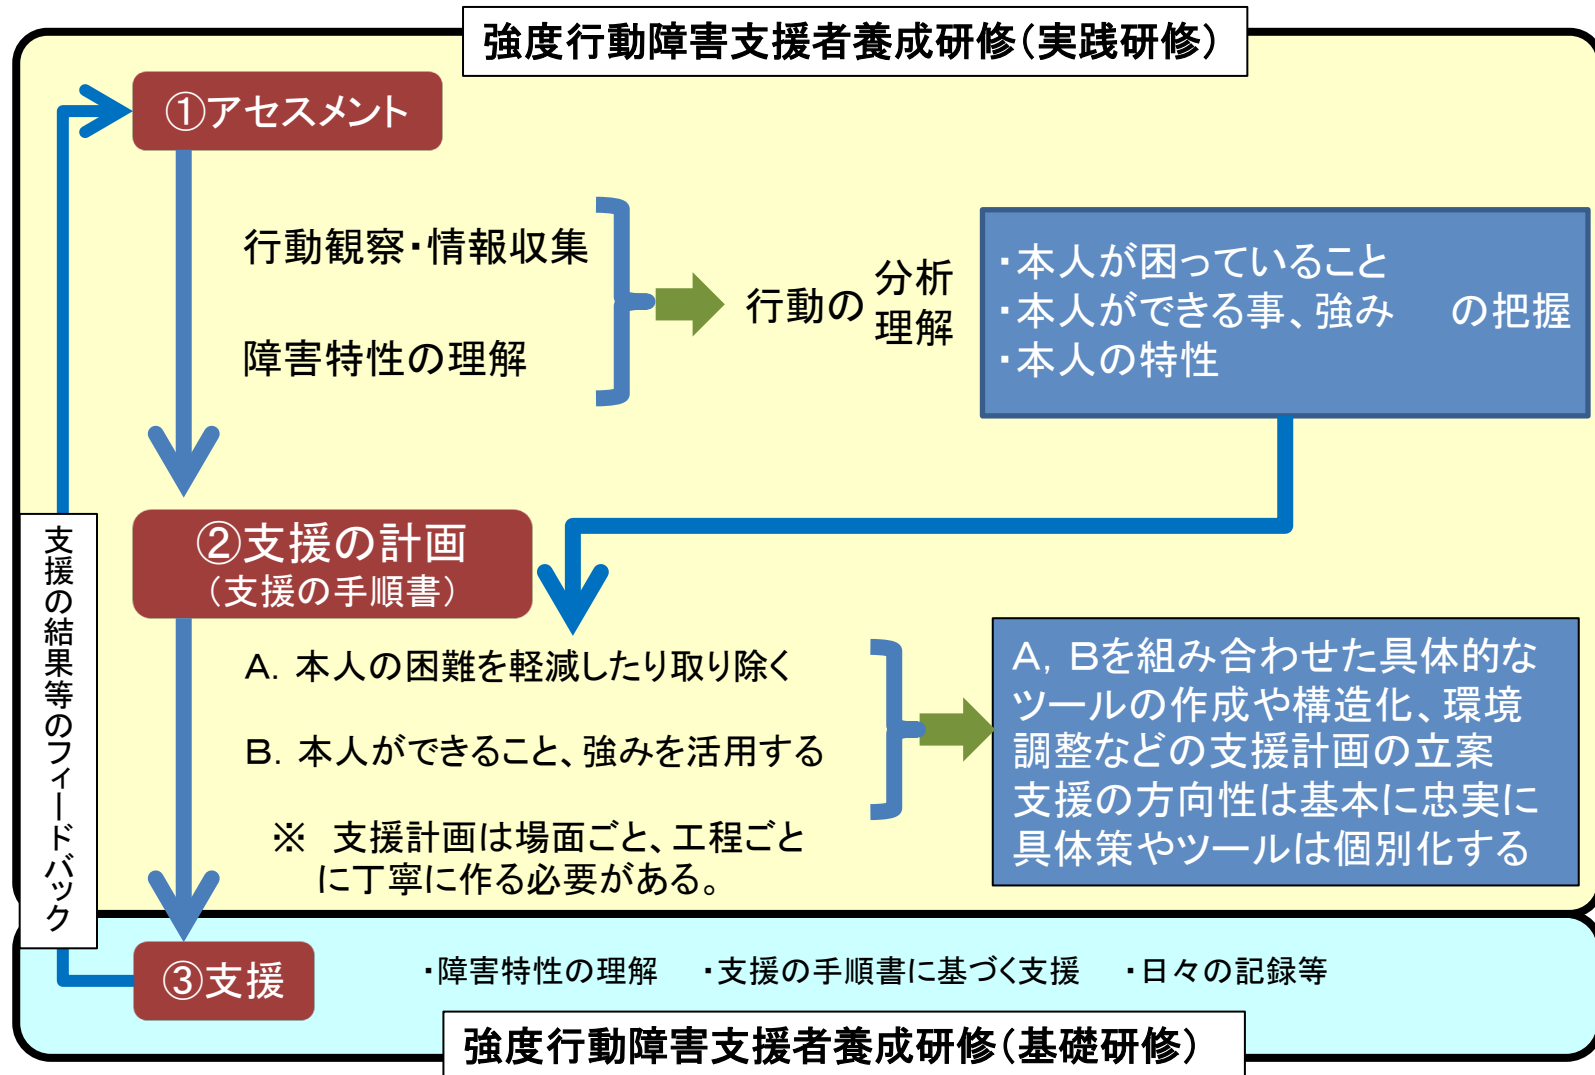 強度行動障害支援者養成研修（実践研修）
①アセスメント
行動観察・情報収集
障害特性の理解
行動の
分析
理解
・本人が困っていること
・本人ができる事、強み　の把握
・本人の特性
②支援の計画
（支援の手順書）
A．本人の困難を軽減したり取り除く
B．本人ができること、強みを活用する
※　支援計画は場面ごと、工程ごと
に丁寧に作る必要がある。
A，Bを組み合わせた具体的な
ツールの作成や構造化、環境
調整などの支援計画の立案
支援の方向性は基本に忠実に
具体策やツールは個別化する
支援の結果等のフィードバック
③支援
・障害特性の理解　・支援の手順書に基づく支援　・日々の記録等
強度行動障害支援者養成研修（基礎研修）